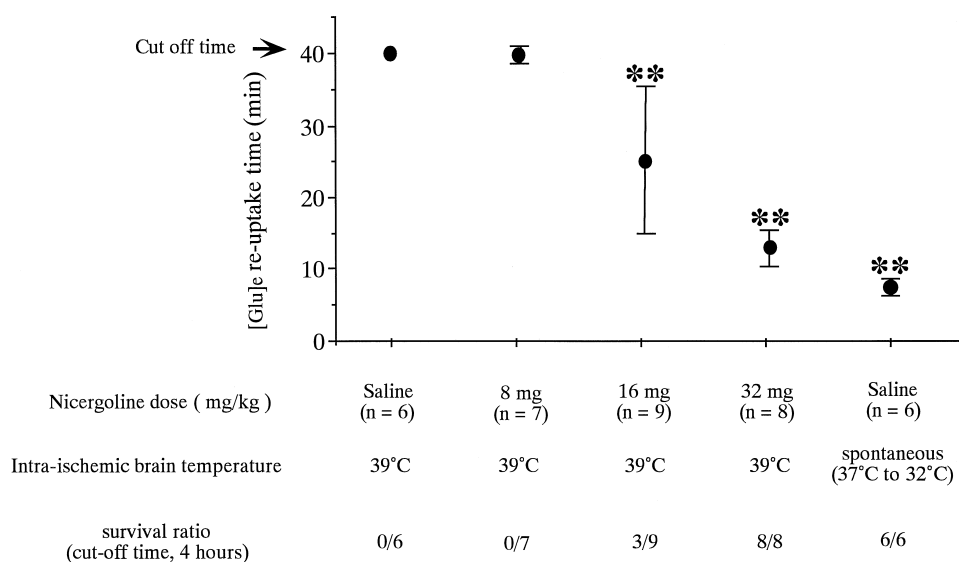 Cut off time
[Glu]e re-uptake time (min)
40
30
20
10
0
**
**
**
Nicergoline dose ( mg/kg )
Saline
(n = 6)
8 mg
(n = 7)
16 mg
(n = 9)
32 mg
(n = 8)
Saline
(n = 6)
Intra-ischemic brain temperature
39°C
39°C
39°C
39°C
spontaneous
(37°C to 32°C)
survival ratio
(cut-off time, 4 hours)
0/6
0/7
3/9
8/8
6/6